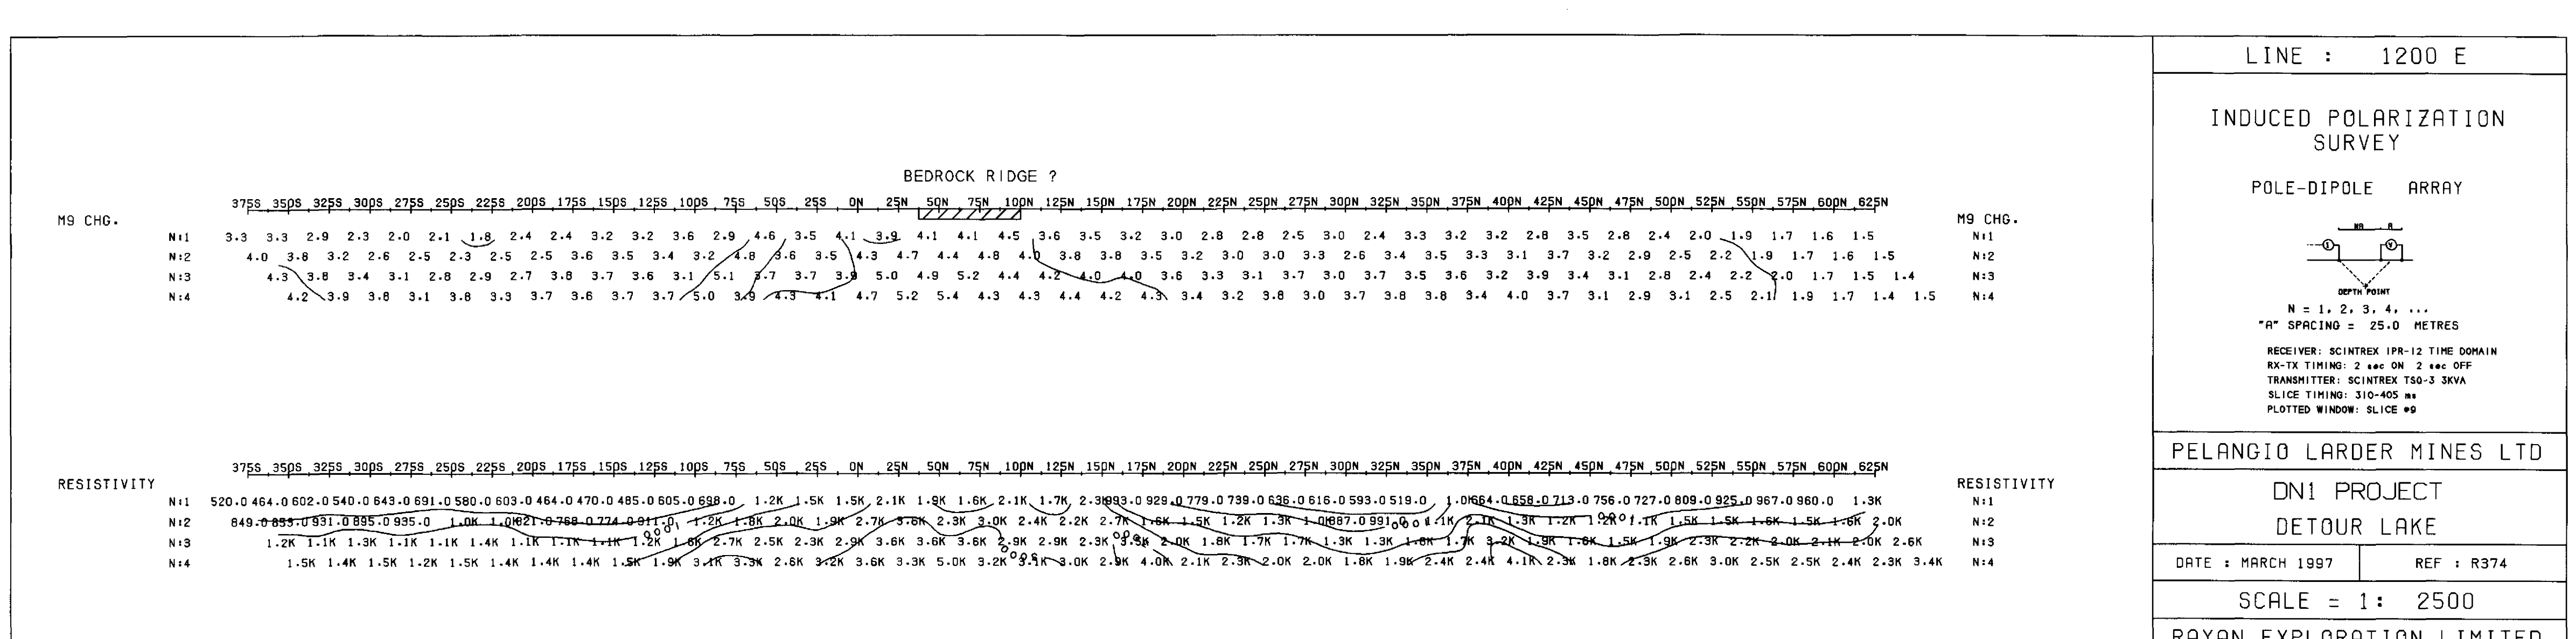 BEDROCK RIDGE ?
375S 350S 325S 300S 275S 250S 225S 200S 175S 150S 125S 100S 75S 50S 25S 0N 25N 50N 75N 100N 125N 150N 175N 200N 225N 250N 275N 300N 325N 350N 375N 400N 425N 450N 475N 500N 525N 550N 575N 600N 625N
M9 CHG. M9 CHG.
N:1 3.3 3.3 2.9 2.3 2.0 2.1 1.8 2.4 2.4 3.2 3.2 3.6 2.9 4.6 3.5 4.1 3.9 4.1 4.1 4.5 3.6 3.5 3.2 3.0 2.8 2.8 2.5 3.0 2.4 3.3 3.2 3.2 2.8 3.5 2.8 2.4 2.0 1.9 1.7 1.6 1.5 N:1
N:2 4.0 3.8 3.2 2.6 2.5 2.3 2.5 2.5 3.6 3.5 3.4 3.2 4.8 3.6 3.5 4.3 4.7 4.4 4.8 4.0 3.8 3.8 3.5 3.2 3.0 3.0 3.3 2.6 3.4 3.5 3.3 3.1 3.7 3.2 2.9 2.5 2.2 1.9 1.7 1.6 1.5 N:2
N:3 4.3 3.8 3.4 3.1 2.8 2.9 2.7 3.8 3.7 3.6 3.1 5.1 3.7 3.7 3.9 5.0 4.9 5.2 4.4 4.2 4.0 4.0 3.6 3.3 3.1 3.7 3.0 3.7 3.5 3.6 3.2 3.9 3.4 3.1 2.8 2.4 2.2 2.0 1.7 1.5 1.4 N:3
N:4 4.2 3.9 3.8 3.1 3.8 3.3 3.7 3.6 3.7 3.7 5.0 3.9 4.3 4.1 4.7 5.2 5.4 4.3 4.3 4.4 4.2 4.3 3.4 3.2 3.8 3.0 3.7 3.8 3.8 3.4 4.0 3.7 3.1 2.9 3.1 2.5 2.1 1.9 1.7 1.4 1.5 N:4
375S 350S 325S 300S 275S 250S 225S 200S 175S 150S 125S 100S 75S 50S 25S 0N 25N 50N 75N 100N 125N 150N 175N 200N 225N 250N 275N 300N 325N 350N 375N 400N 425N 450N 475N 500N 525N 550N 575N 600N 625N
RESISTIVITY RESISTIVITY
N:1 520.0 464.0 602.0 540.0 643.0 691.0 580.0 603.0 464.0 470.0 485.0 605.0 698.0 1.2K 1.5K 1.5K 2.1K 1.9K 1.6K 2.1K 1.7K 2.3K 993.0 929.0 779.0 739.0 636.0 616.0 593.0 519.0 1.0K 664.0 658.0 713.0 756.0 727.0 809.0 925.0 967.0 960.0 1.3K N:1
N:2 849.0 853.0 931.0 895.0 935.0 1.0K 1.0K 821.0 768.0 774.0 911.0 1.2K 1.8K 2.0K 1.9K 2.7K 3.6K 2.3K 3.0K 2.4K 2.2K 2.7K 1.6K 1.5K 1.2K 1.3K 1.0K 887.0 991.0 1.1K 2.1K 1.3K 1.2K 1.2K 1.1K 1.5K 1.5K 1.6K 1.5K 1.6K 2.0K N:2
N:3 1.2K 1.1K 1.3K 1.1K 1.1K 1.4K 1.1K 1.1K 1.1K 1.2K 1.6K 2.7K 2.5K 2.3K 2.9K 3.6K 3.6K 3.6K 2.9K 2.9K 2.3K 3.5K 2.0K 1.8K 1.7K 1.7K 1.3K 1.3K 1.6K 1.7K 3.2K 1.9K 1.6K 1.5K 1.9K 2.3K 2.2K 2.0K 2.1K 2.0K 2.6K N:3
N:4 1.5K 1.4K 1.5K 1.2K 1.5K 1.4K 1.4K 1.4K 1.5K 1.9K 3.1K 3.3K 2.6K 3.2K 3.6K 3.3K 5.0K 3.2K 3.1K 3.0K 2.9K 4.0K 2.1K 2.3K 2.0K 2.0K 1.8K 1.9K 2.4K 2.4K 4.1K 2.3K 1.8K 2.3K 2.6K 3.0K 2.5K 2.5K 2.4K 2.3K 3.4K N:4
LINE : 1200 E
INDUCED POLARIZATION
SURVEY
POLE-DIPOLE ARRAY
NA A
I V
DEPTH POINT
N = 1, 2, 3, 4, ...
"A" SPACING = 25.0 METRES
RECEIVER: SCINTREX IPR-12 TIME DOMAIN
RX-TX TIMING: 2 sec ON 2 sec OFF
TRANSMITTER: SCINTREX TSQ-3 3KVA
SLICE TIMING: 310-405 ms
PLOTTED WINDOW: SLICE #9
PELANGIO LARDER MINES LTD
DN1 PROJECT
DETOUR LAKE
DATE : MARCH 1997 REF : R374
SCALE = 1: 2500
RAYAN EXPLORATION LIMITED